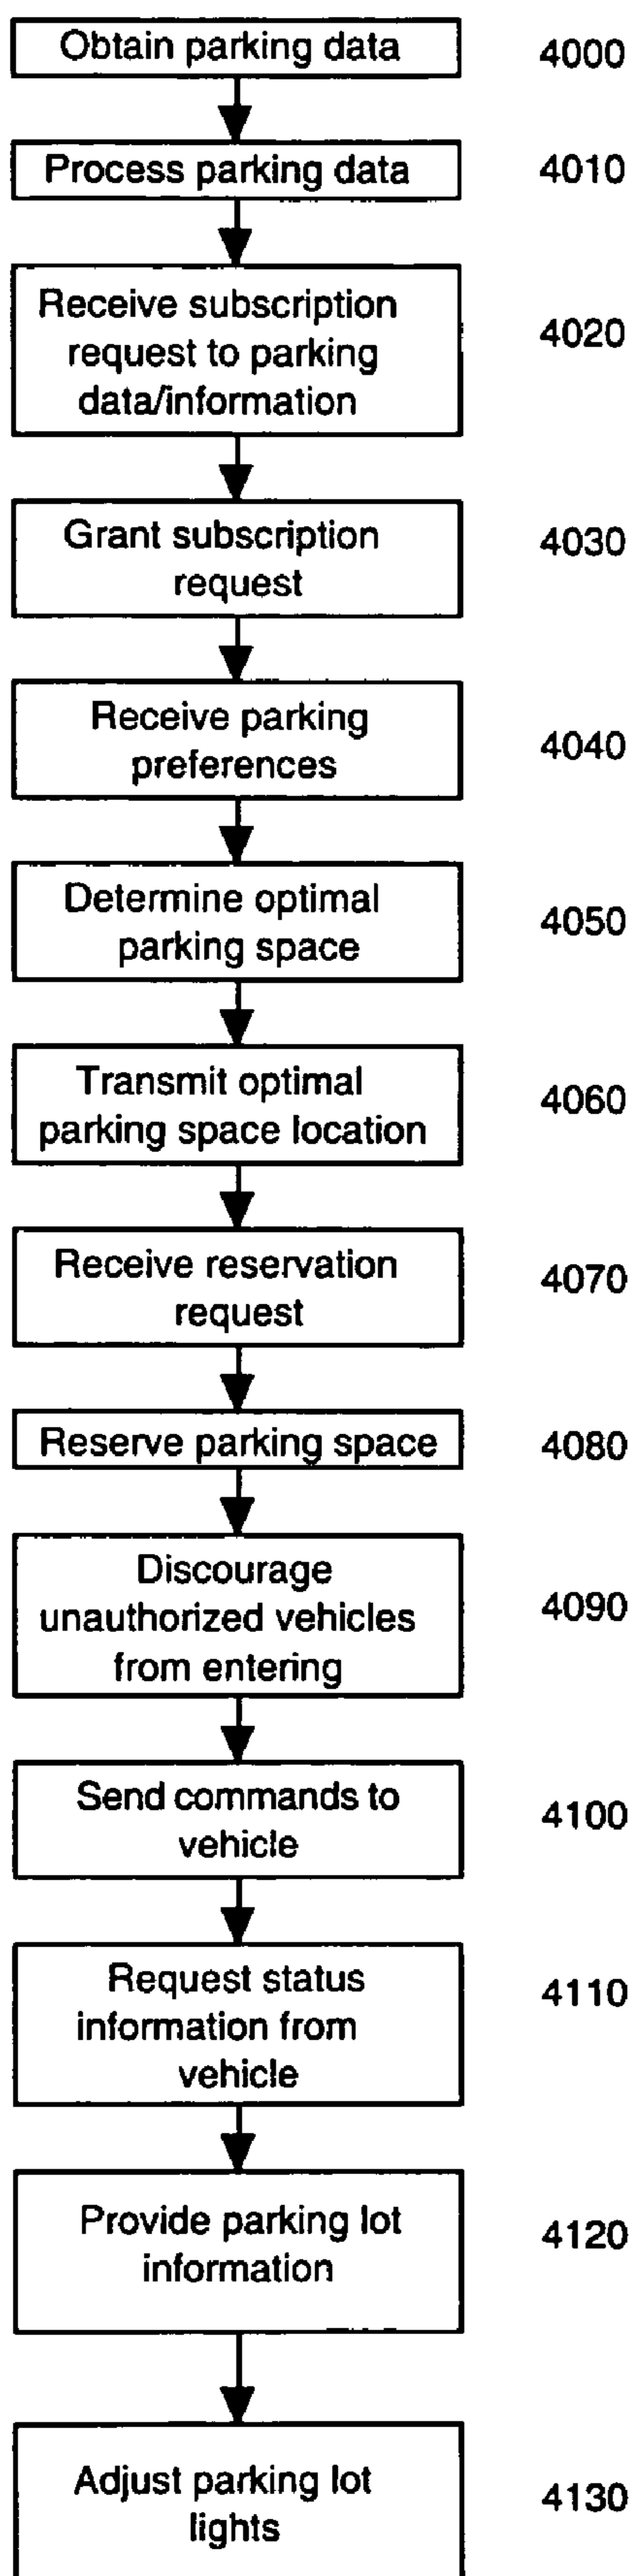 Obtain parking data 4000
Process parking data 4010
Receive subscription
request to parking
data/information
4020
Grant subscription
request
4030
Receive parking
preferences
4040
Determine optimal
parking space
4050
Transmit optimal
parking space location
4060
Receive reservation
request
4070
Reserve parking space 4080
Discourage
unauthorized vehicles
from entering
4090
Send commands to
vehicle
4100
Request status
information from
vehicle
4110
Provide parking lot
information
4120
Adjust parking lot
lights
4130